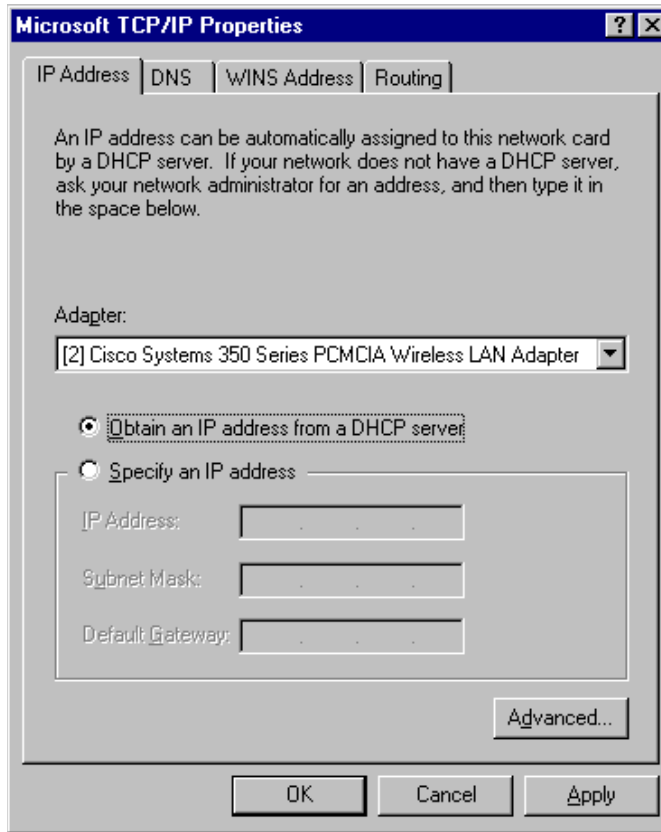 Microsoft TCP/IP Properties
IP Address DNS WINS Address Routing
An IP address can be automatically assigned to this network card
by a DHCP server. If your network does not have a DHCP server,
ask your network administrator for an address, and then type it in
the space below.
Adapter:
[2] Cisco Systems 350 Series PCMCIA Wireless LAN Adapter
Obtain an IP address from a DHCP server
Specify an IP address
IP Address:
Subnet Mask:
Default Gateway:
Advanced...
OK Cancel Apply